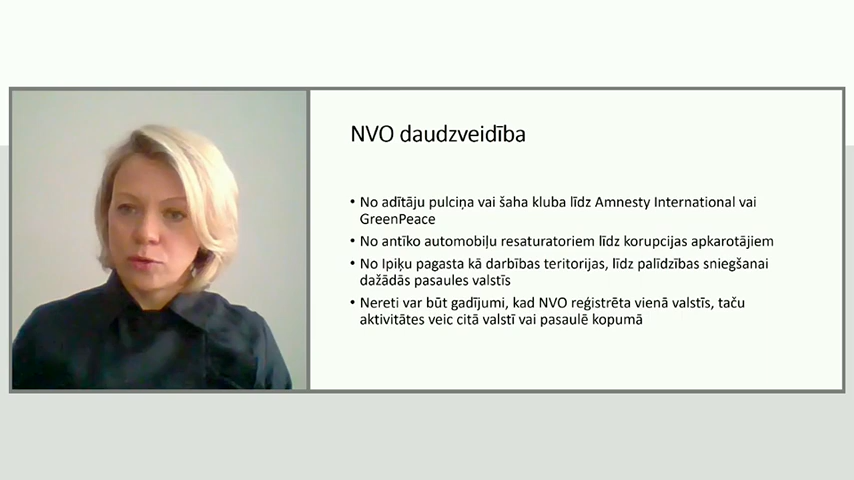 NVO daudzveidība
• No adītāju pulciņa vai šaha kluba līdz Amnesty International vai
GreenPeace
• No antīko automobiļu resaturatoriem līdz korupcijas apkarotājiem
• No Ipiķu pagasta kā darbības teritorijas, līdz palīdzības sniegšanai
dažādās pasaules valstīs
• Nereti var būt gadījumi, kad NVO reģistrēta vienā valstīs, taču
aktivitātes veic citā valstī vai pasaulē kopumā